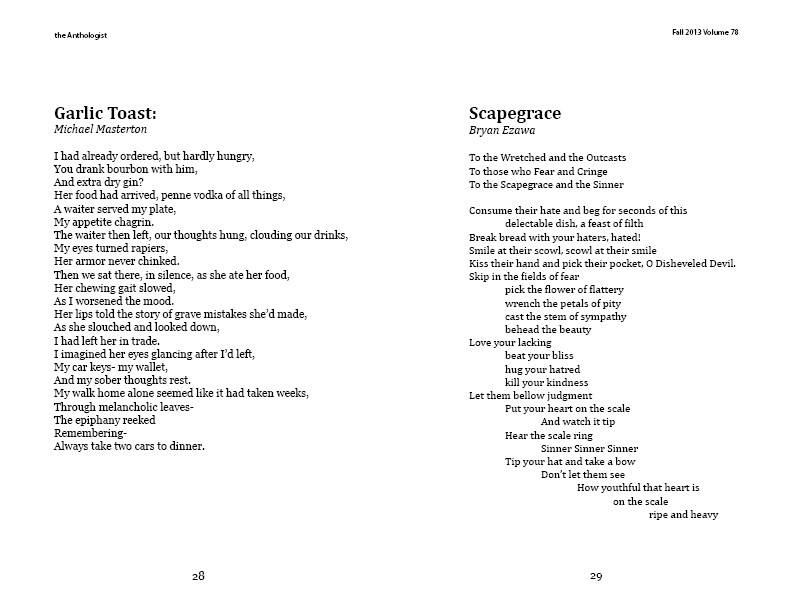 the Anthologist
Garlic Toast:
Michael Masterton
I had already ordered, but hardly hungry,
You drank bourbon with him,
And extra dry gin?
Her food had arrived, penne vodka of all things,
A waiter served my plate,
My appetite chagrin.
The waiter then left, our thoughts hung, clouding our drinks,
My eyes turned rapiers,
Her armor never chinked.
Then we sat there, in silence, as she ate her food,
Her chewing gait slowed,
As I worsened the mood.
Her lips told the story of grave mistakes she'd made,
As she slouched and looked down,
I had left her in trade.
I imagined her eyes glancing after I'd left,
My car keys- my wallet,
And my sober thoughts rest.
My walk home alone seemed like it had taken weeks,
Through melancholic leaves-
The epiphany reeked
Remembering-
Always take two cars to dinner.
28
Fall 2013 Volume 78
Scapegrace
Bryan Ezawa
To the Wretched and the Outcasts
To those who Fear and Cringe
To the Scapegrace and the Sinner
Consume their hate and beg for seconds of this
delectable dish, a feast of filth
Break bread with your haters, hated!
Smile at their scowl, scowl at their smile
Kiss their hand and pick their pocket, O Disheveled Devil.
Skip in the fields of fear
pick the flower of flattery
wrench the petals of pity
cast the stem of sympathy
behead the beauty
Love your lacking
beat your bliss
hug your hatred
kill your kindness
Let them bellow judgment
Put your heart on the scale
And watch it tip
Hear the scale ring
Sinner Sinner Sinner
Tip your hat and take a bow
Don't let them see
How youthful that heart is
on the scale
ripe and heavy
29